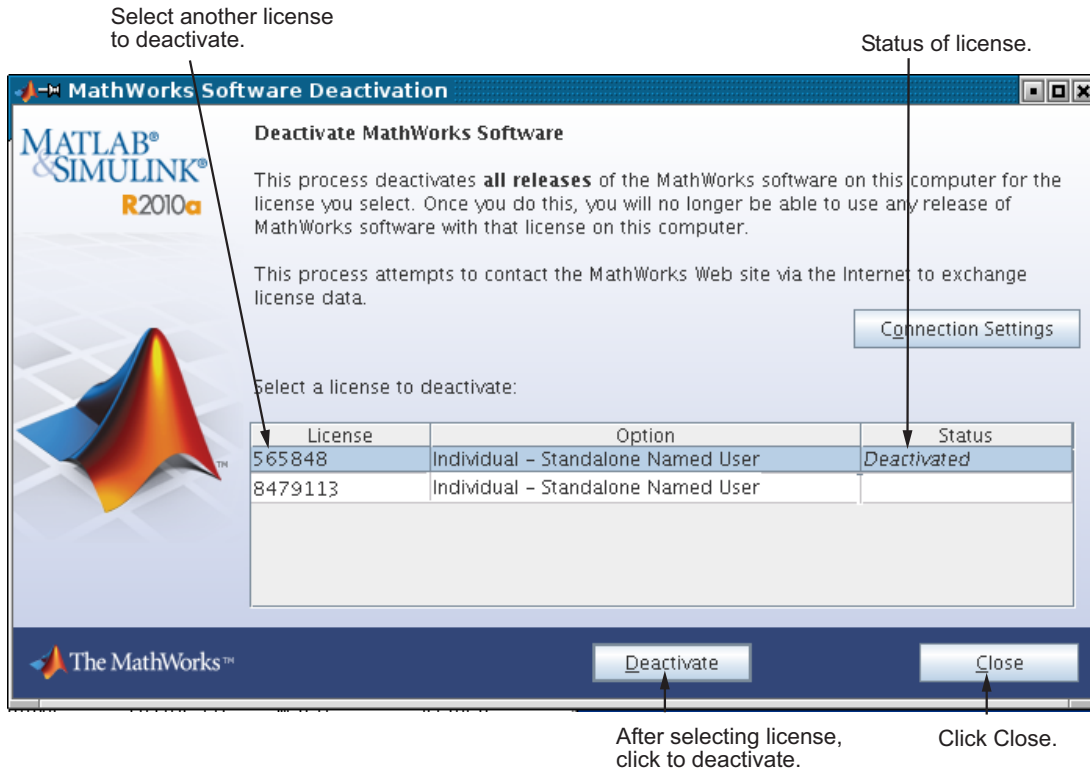 Select another license
to deactivate.
Status of license.
MathWorks Software Deactivation
MATLAB®
&SIMULINK®
R2010a
Deactivate MathWorks Software
This process deactivates all releases of the MathWorks software on this computer for the
license you select. Once you do this, you will no longer be able to use any release of
MathWorks software with that license on this computer.
This process attempts to contact the MathWorks Web site via the Internet to exchange
license data.
Connection Settings
Select a license to deactivate:
License Option Status
565848 Individual – Standalone Named User Deactivated
8479113 Individual – Standalone Named User
TM
The MathWorks™
Deactivate
Close
After selecting license,
click to deactivate.
Click Close.